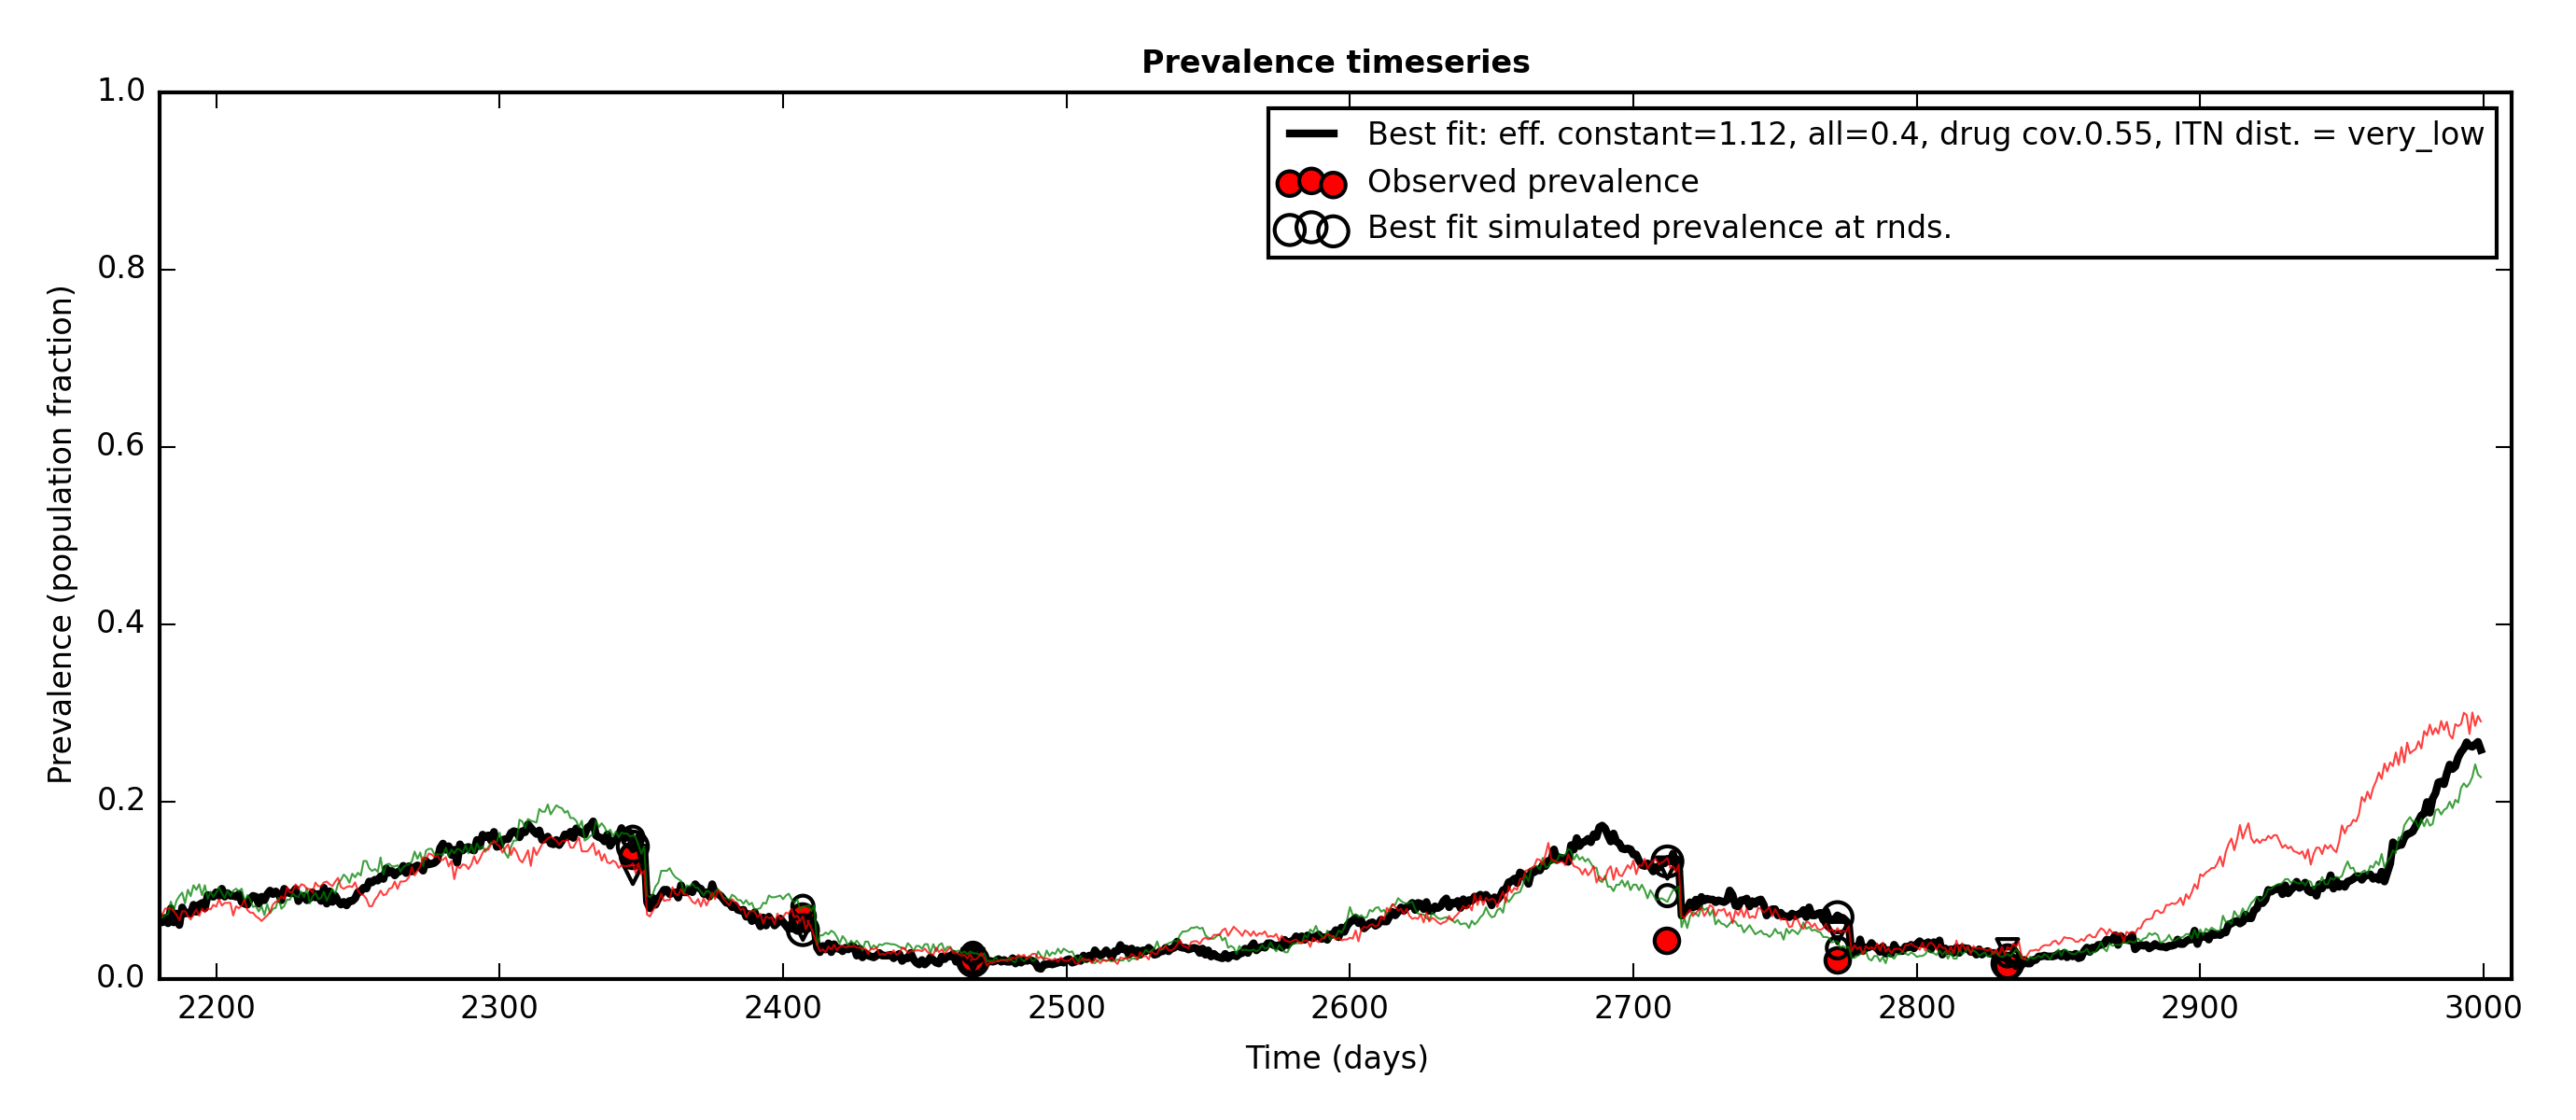 Prevalence timeseries
Best fit: eff. constant=1.12, all=0.4, drug cov.0.55, ITN dist. = very_low
Observed prevalence
Best fit simulated prevalence at rnds.
Prevalence (population fraction)
1.0
0.8
0.6
0.4
0.2
0.0
2200 2300 2400 2500 2600 2700 2800 2900 3000
Time (days)